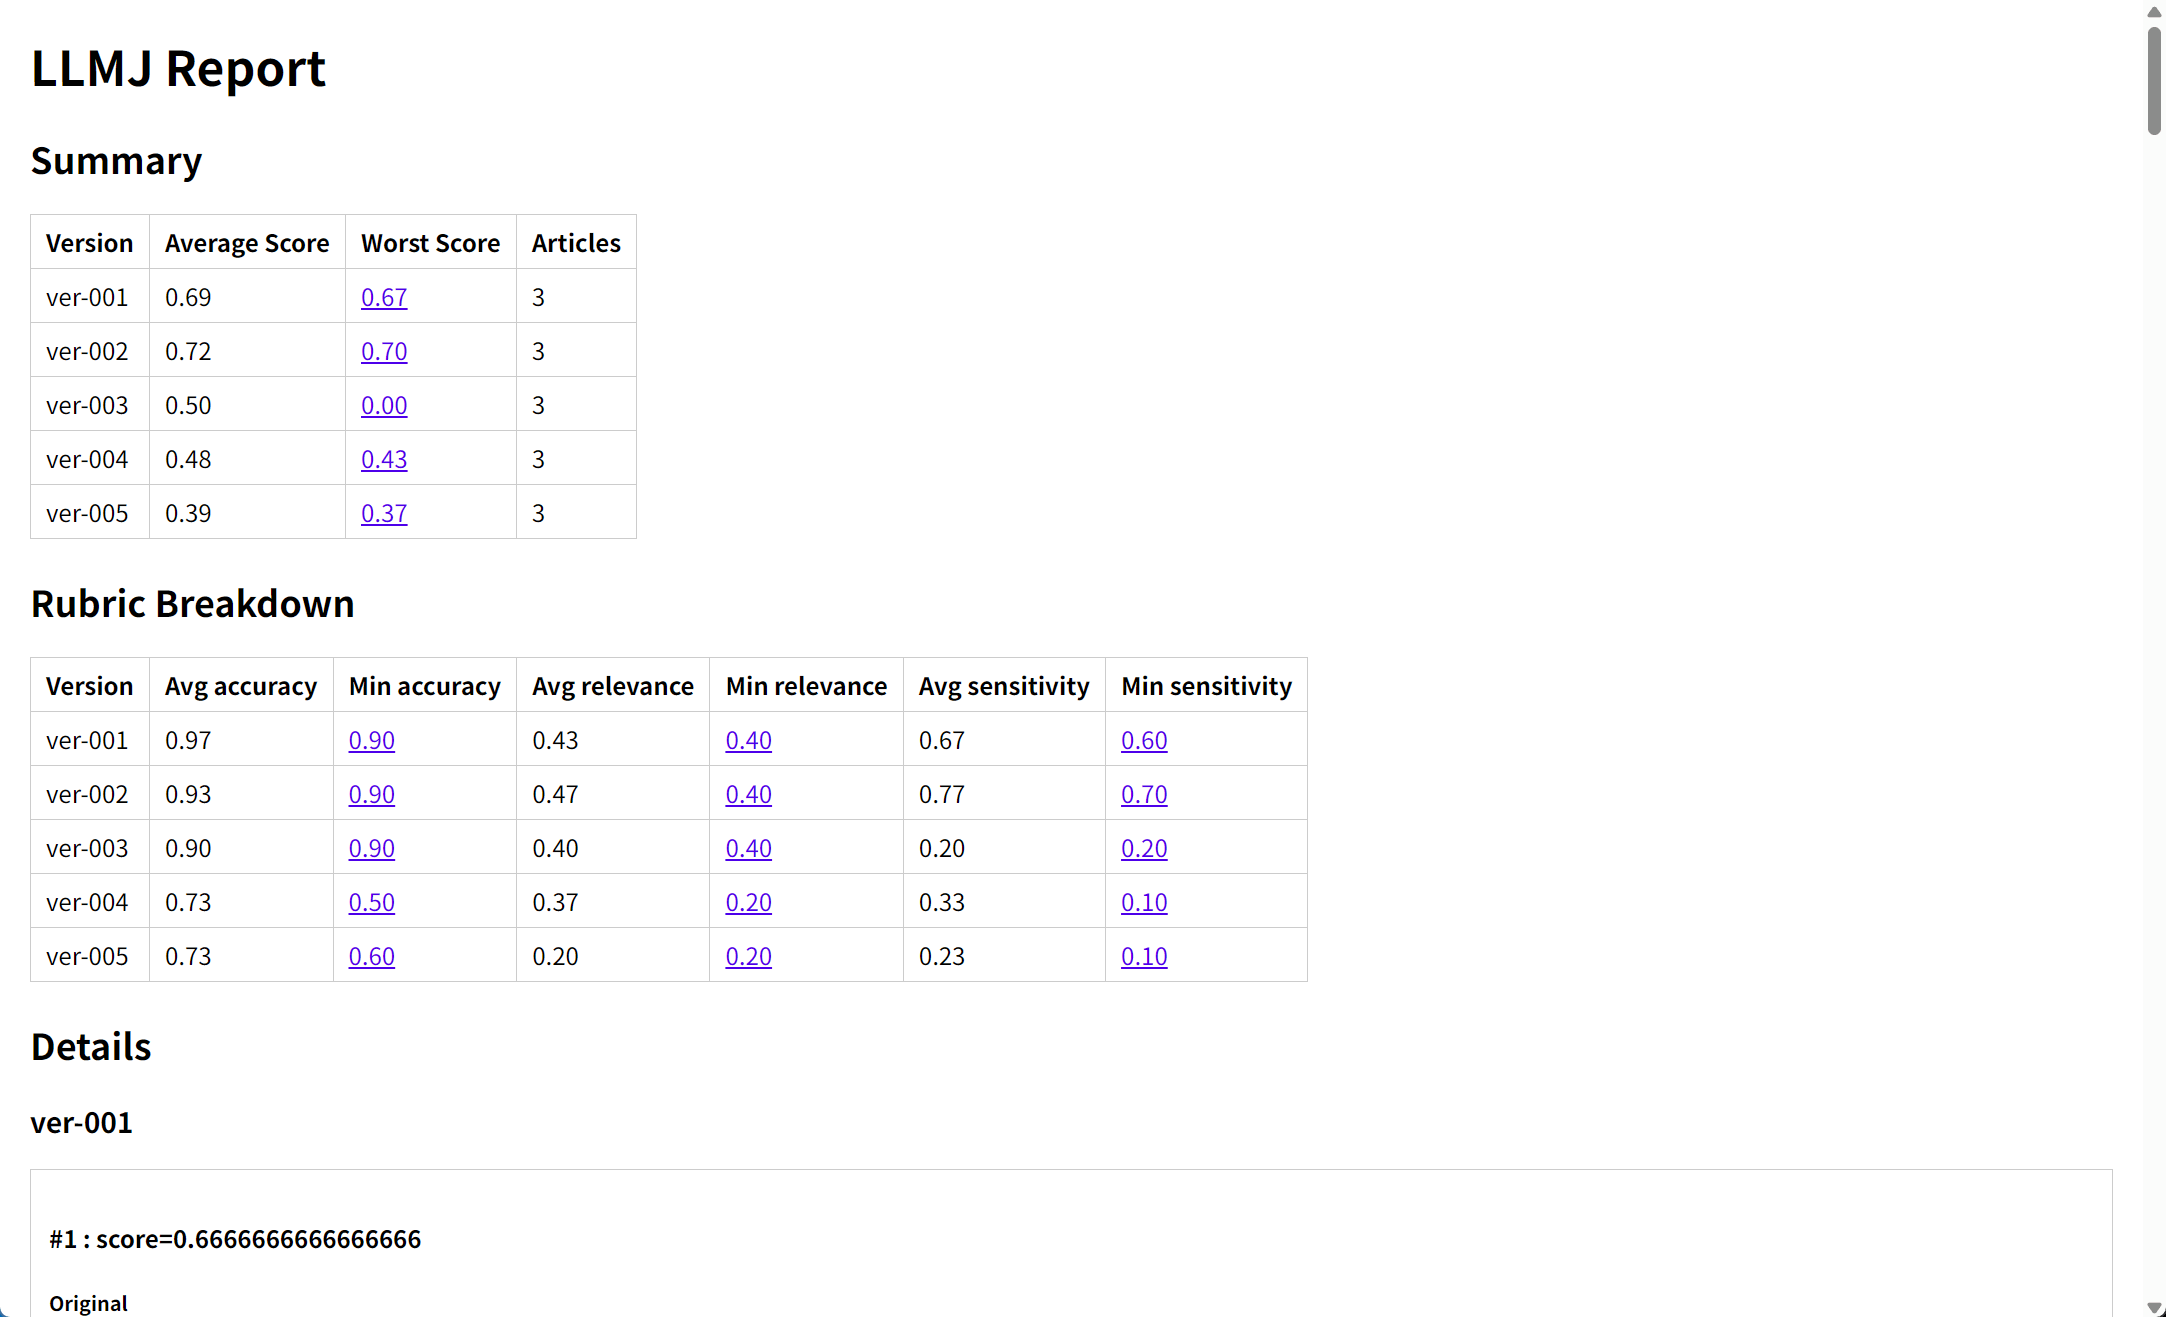 LLMJ Report
Summary
Version Average Score Worst Score Articles
ver-001 0.69 0.67 3
ver-002 0.72 0.70 3
ver-003 0.50 0.00 3
ver-004 0.48 0.43 3
ver-005 0.39 0.37 3
Rubric Breakdown
Version Avg accuracy Min accuracy Avg relevance Min relevance Avg sensitivity Min sensitivity
ver-001 0.97 0.90 0.43 0.40 0.67 0.60
ver-002 0.93 0.90 0.47 0.40 0.77 0.70
ver-003 0.90 0.90 0.40 0.40 0.20 0.20
ver-004 0.73 0.50 0.37 0.20 0.33 0.10
ver-005 0.73 0.60 0.20 0.20 0.23 0.10
Details
ver-001
#1 : score=0.6666666666666666
Original